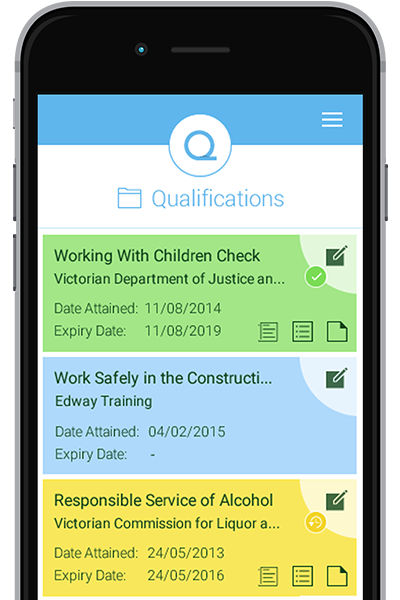 Q
Qualifications
Working With Children Check
Victorian Department of Justice an...
Date Attained: 11/08/2014
Expiry Date: 11/08/2019
Work Safely in the Constructi...
Edway Training
Date Attained: 04/02/2015
Expiry Date: -
Responsible Service of Alcohol
Victorian Commission for Liquor a...
Date Attained: 24/05/2013
Expiry Date: 24/05/2016